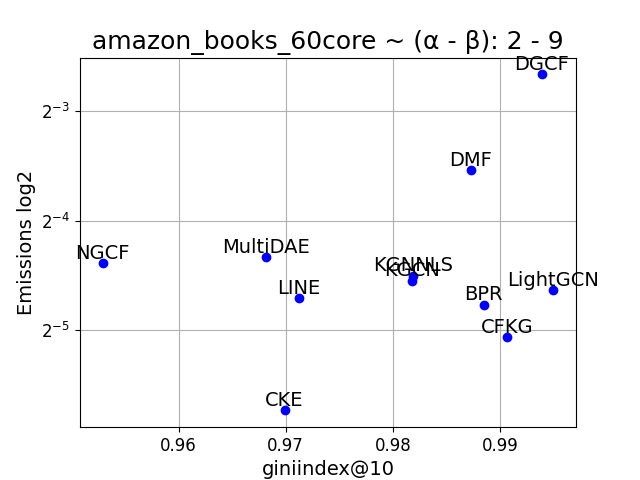 amazon_books_60core ~ (α - β): 2 - 9
DGCF
2⁻³
DMF
2⁻⁴
NGCF
MultiDAE
KGNNLS
KGCN
LINE
LightGCN
BPR
2⁻⁵
CFKG
CKE
Emissions log2
0.96 0.97 0.98 0.99
giniindex@10